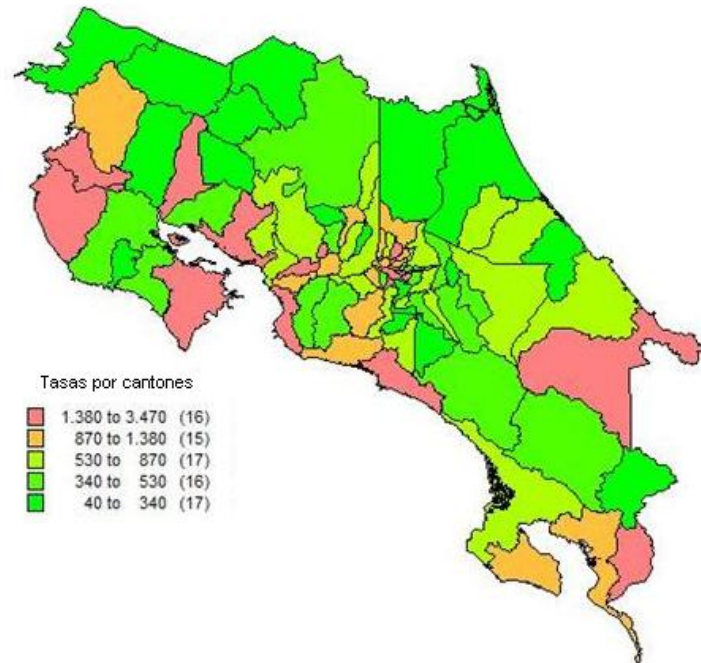 Tasas por cantones
1.380 to 3.470 (16)
870 to 1.380 (15)
530 to 870 (17)
340 to 530 (16)
40 to 340 (17)